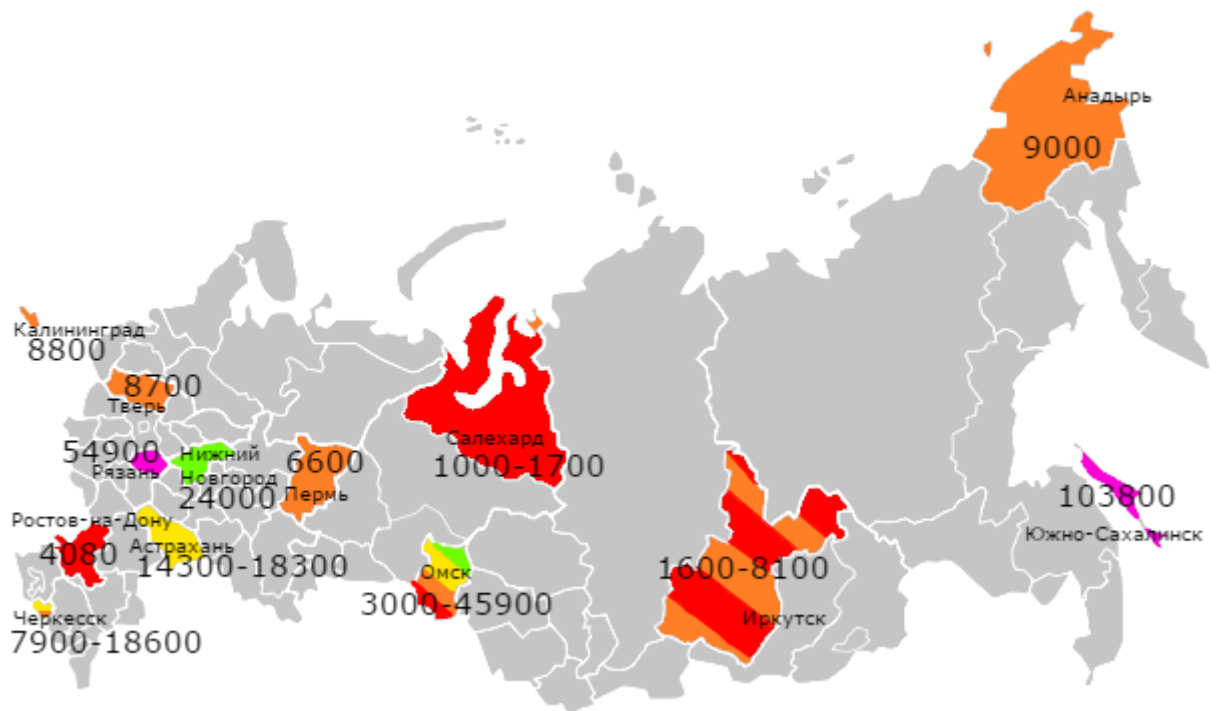 Анадырь
9000
Калининград
8800
8700
Тверь
54900
Рязань
Нижний
Новгород
24000
6600
Пермь
Салехард
1000-1700
103800
Южно-Сахалинск
Ростов-на-Дону
4080
Астрахань
14300-18300
Омск
3000-45900
1600-8100
Иркутск
Черкесск
7900-18600